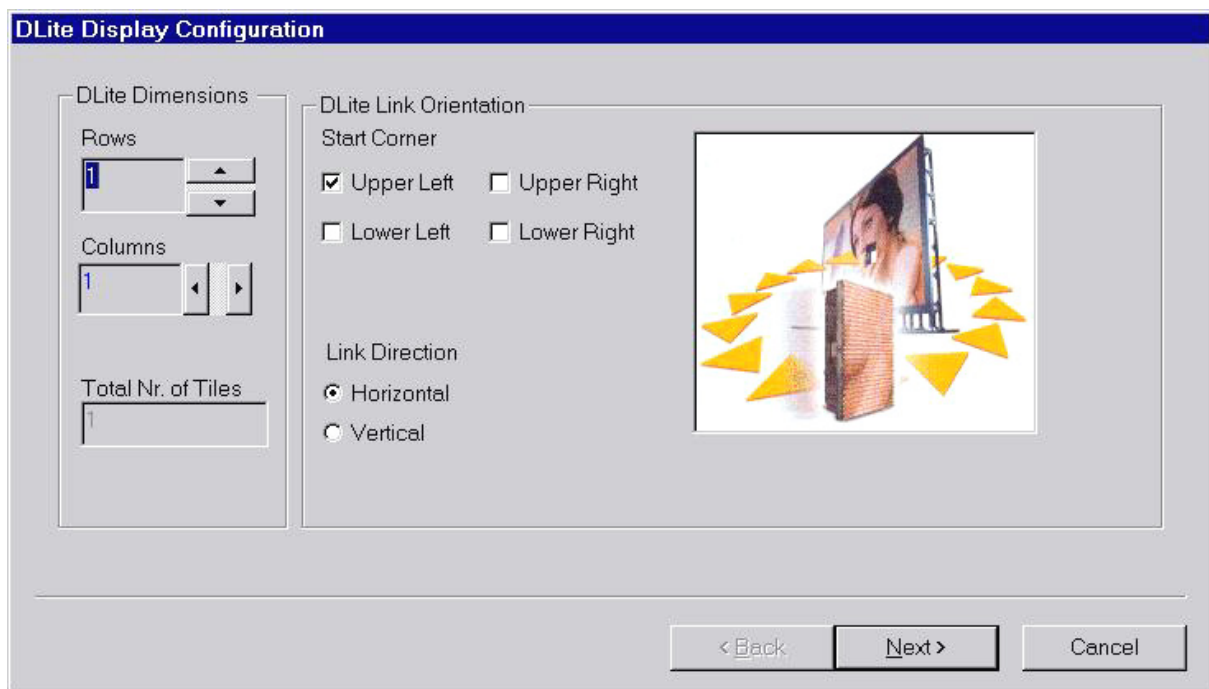 DLite Display Configuration
DLite Dimensions
Rows
1
Columns
1
Total Nr. of Tiles
1
DLite Link Orientation
Start Corner
Upper Left
Upper Right
Lower Left
Lower Right
Link Direction
Horizontal
Vertical
< Back
Next >
Cancel